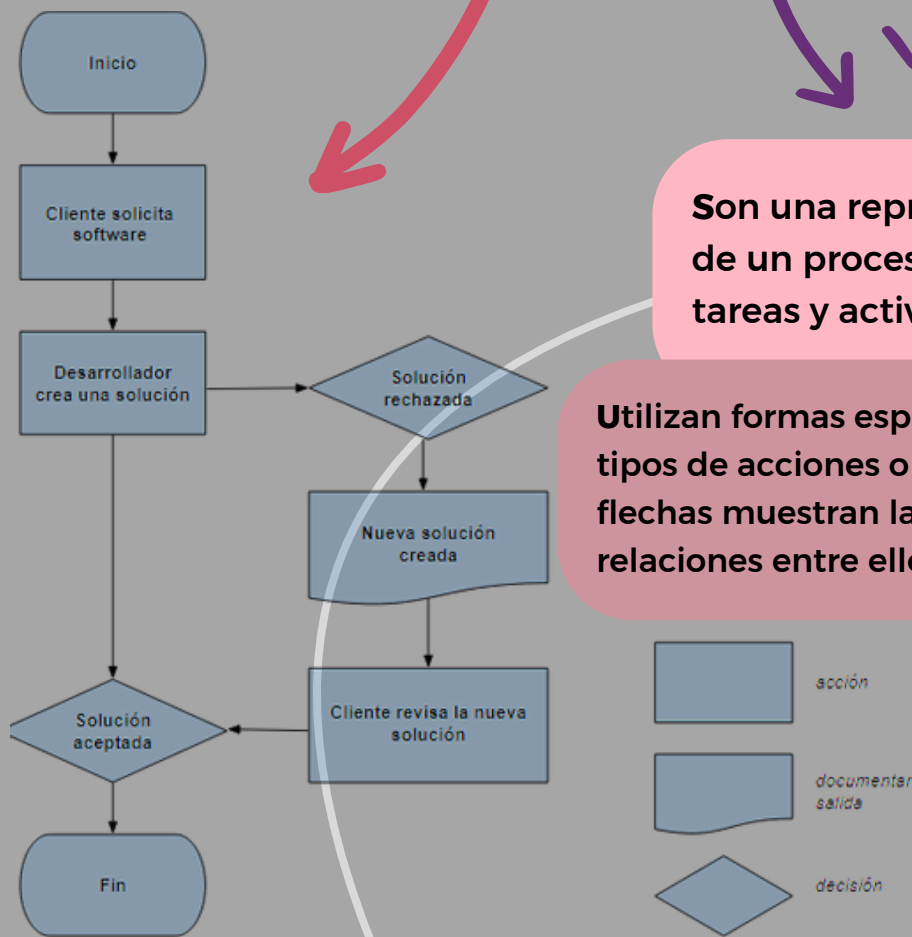 Inicio
Cliente solicita
software
Desarrollador
crea una solución
Solución
rechazada
Nueva solución
creada
Cliente revisa la nueva
solución
Solución
aceptada
Fin
Son una repr
de un proces
tareas y activ
Utilizan formas esp
tipos de acciones o
flechas muestran la
relaciones entre ell
acción
documentar
salida
decisión